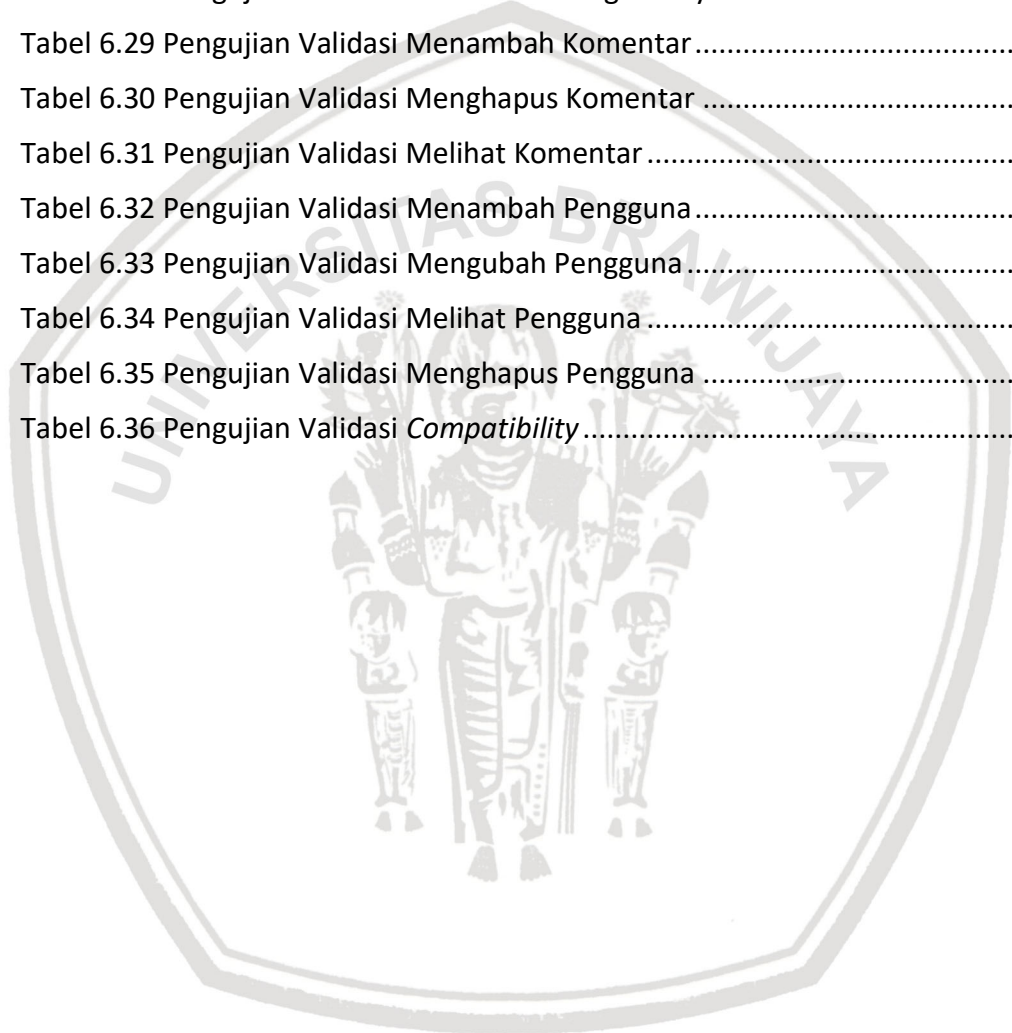 Tabel 6.29 Pengujian Validasi Menambah Komentar....................................
Tabel 6.30 Pengujian Validasi Menghapus Komentar ...................................
Tabel 6.31 Pengujian Validasi Melihat Komentar..........................................
Tabel 6.32 Pengujian Validasi Menambah Pengguna....................................
Tabel 6.33 Pengujian Validasi Mengubah Pengguna.....................................
Tabel 6.34 Pengujian Validasi Melihat Pengguna..........................................
Tabel 6.35 Pengujian Validasi Menghapus Pengguna ...................................
Tabel 6.36 Pengujian Validasi Compatibility.................................................
UNIVERSITAS BRAWIJAYA